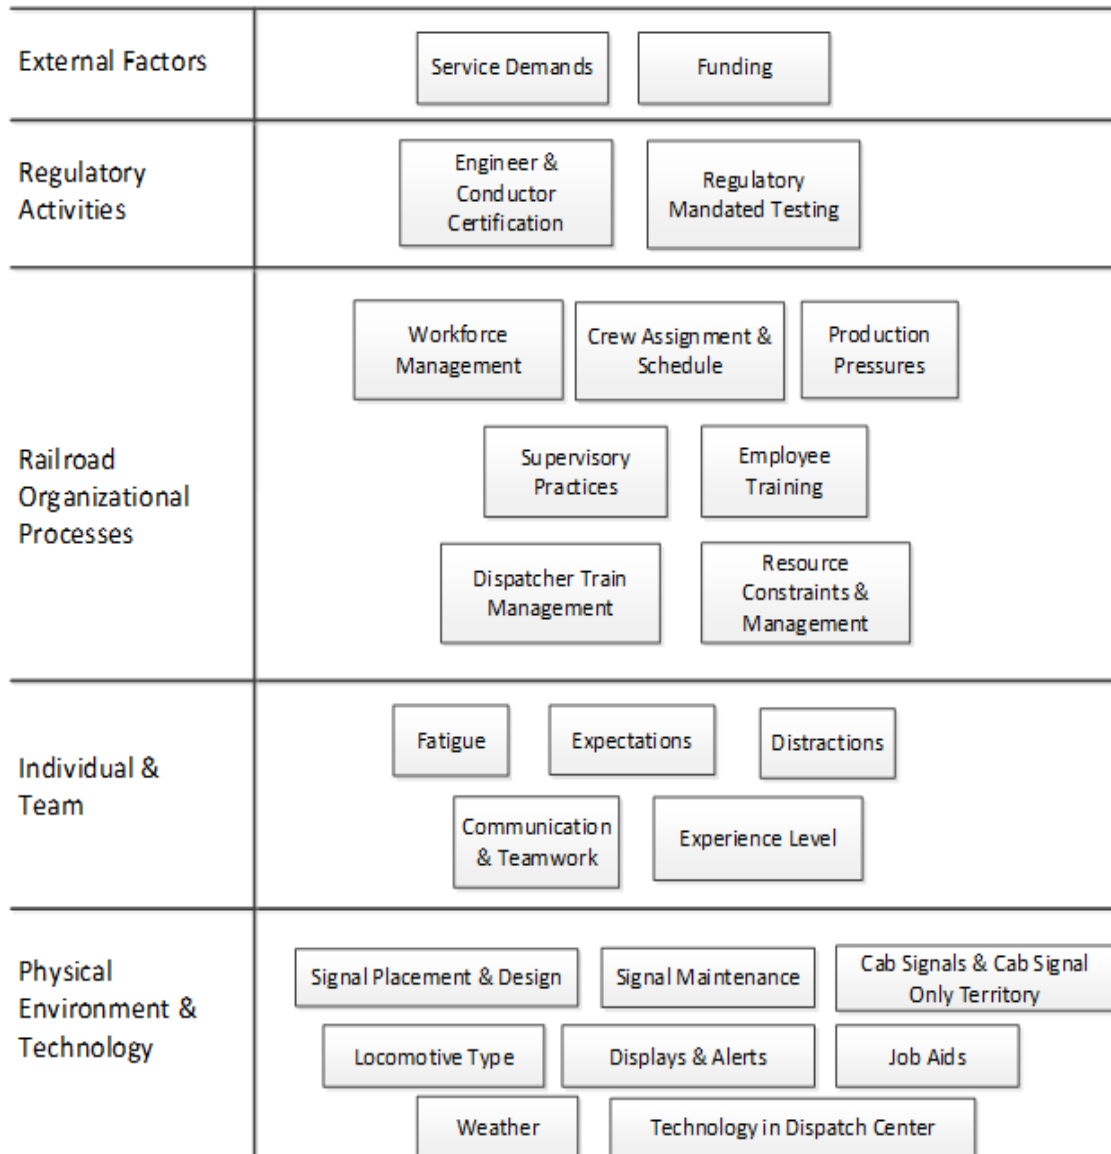 External Factors
Service Demands
Funding
Regulatory
Activities
Engineer &
Conductor
Certification
Regulatory
Mandated Testing
Railroad
Organizational
Processes
Workforce
Management
Crew Assignment &
Schedule
Production
Pressures
Supervisory
Practices
Employee
Training
Dispatcher Train
Management
Resource
Constraints &
Management
Individual &
Team
Fatigue
Expectations
Distractions
Communication
& Teamwork
Experience Level
Physical
Environment &
Technology
Signal Placement & Design
Signal Maintenance
Cab Signals & Cab Signal
Only Territory
Locomotive Type
Displays & Alerts
Job Aids
Weather
Technology in Dispatch Center